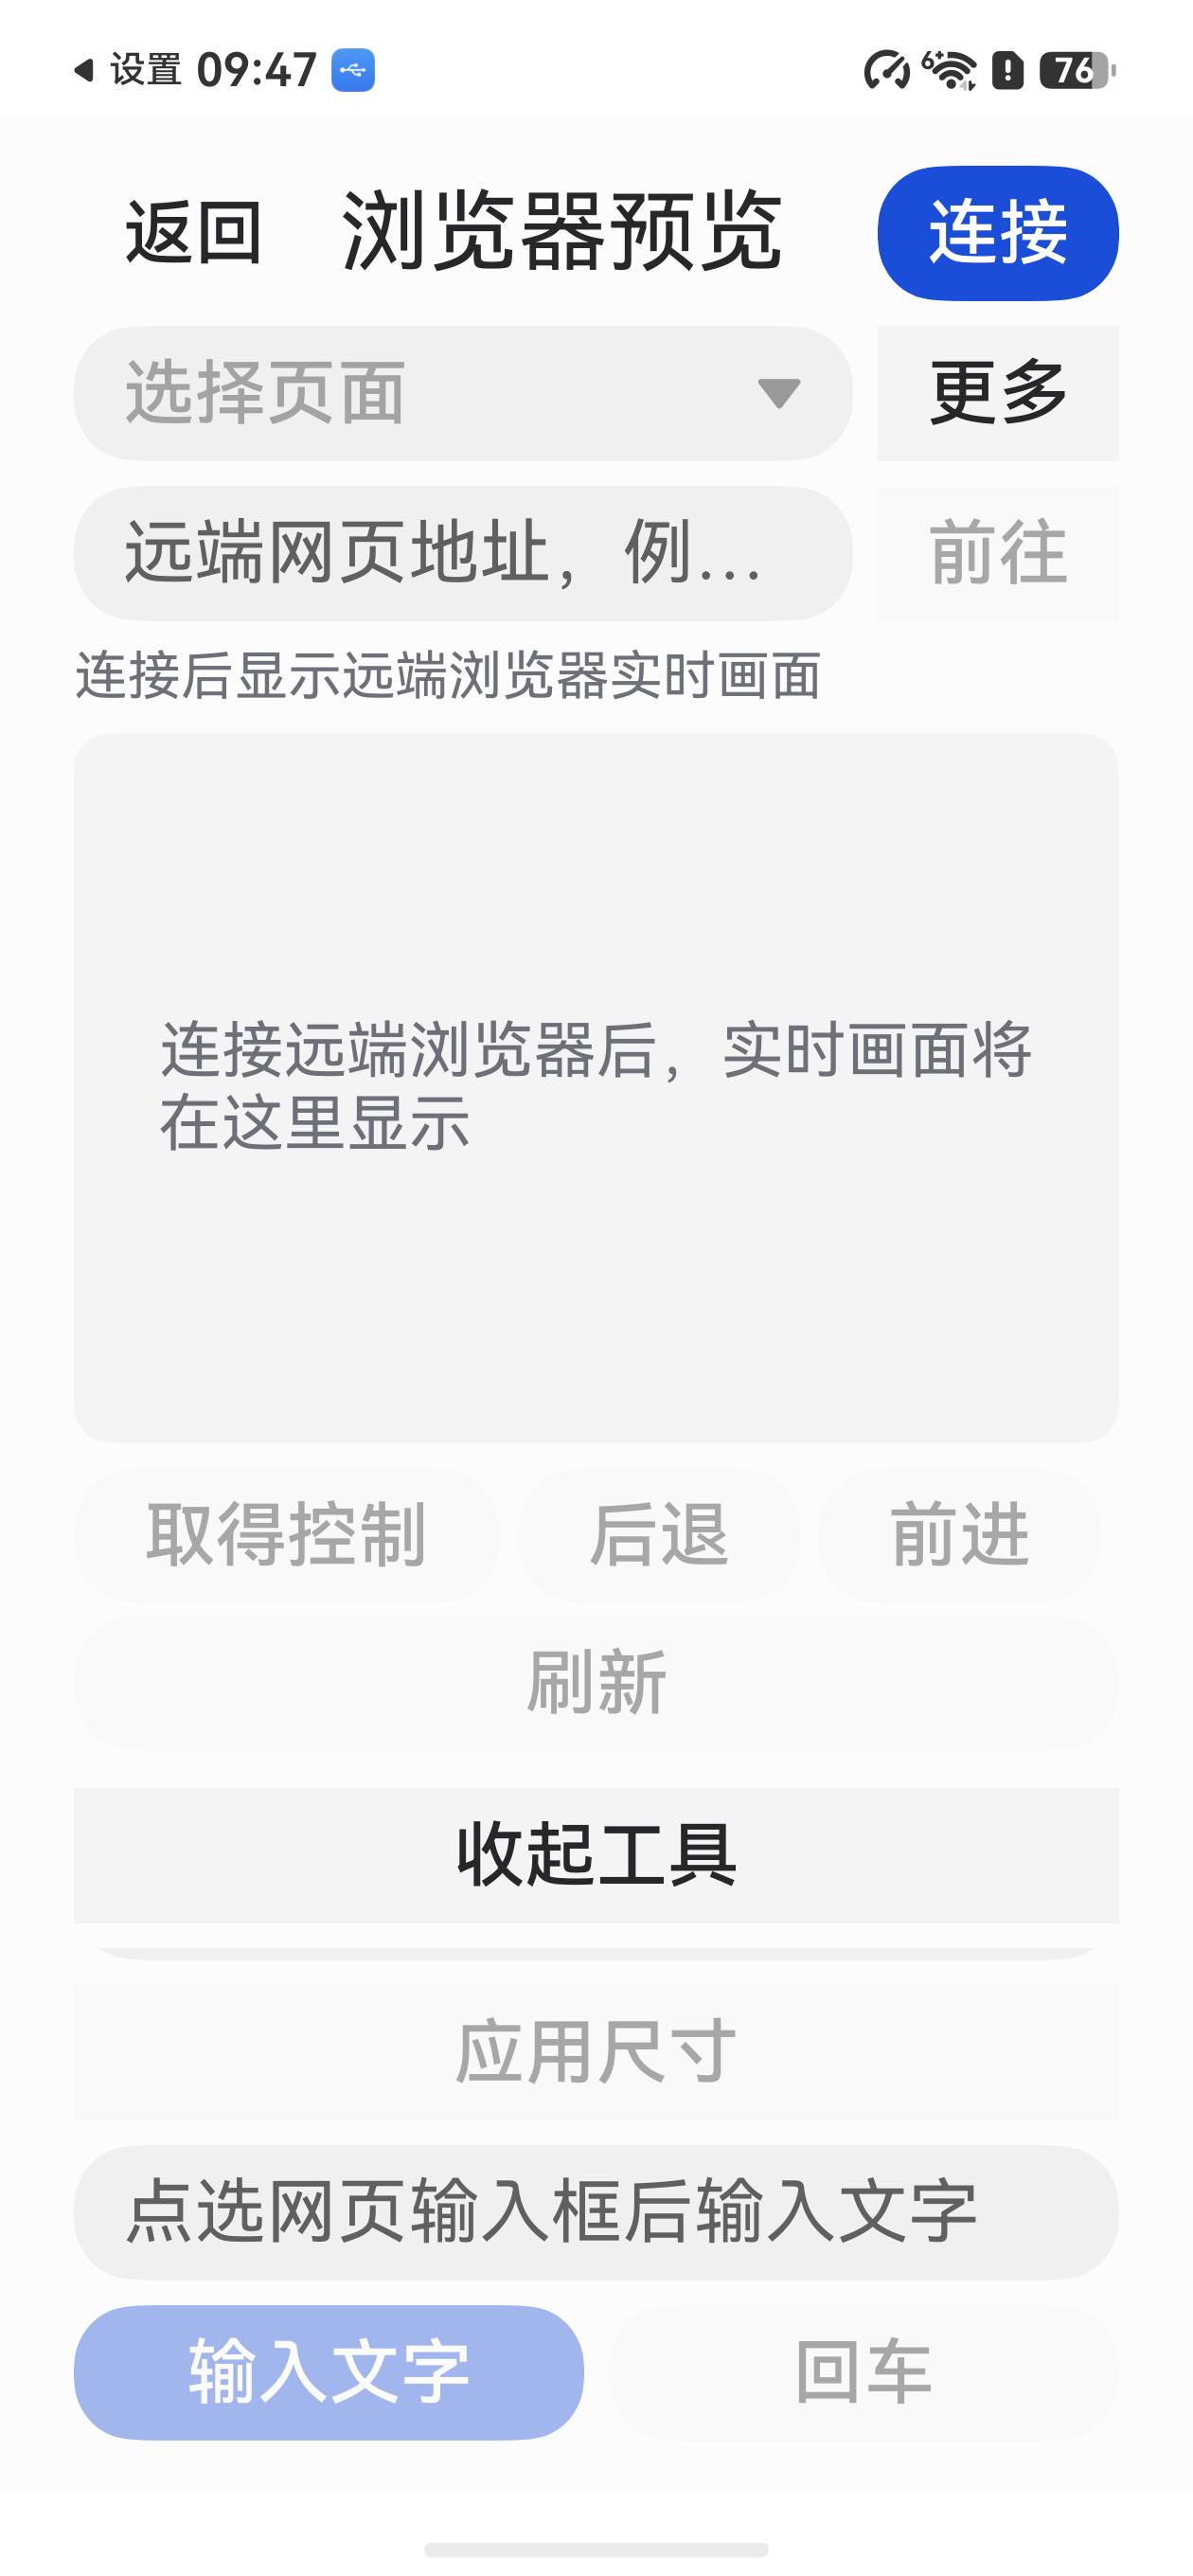 设置 09:47
6+ 76
返回 浏览器预览 连接
选择页面 更多
远端网页地址，例... 前往
连接后显示远端浏览器实时画面
连接远端浏览器后，实时画面将
在这里显示
取得控制 后退 前进
刷新
收起工具
应用尺寸
点选网页输入框后输入文字
输入文字 回车